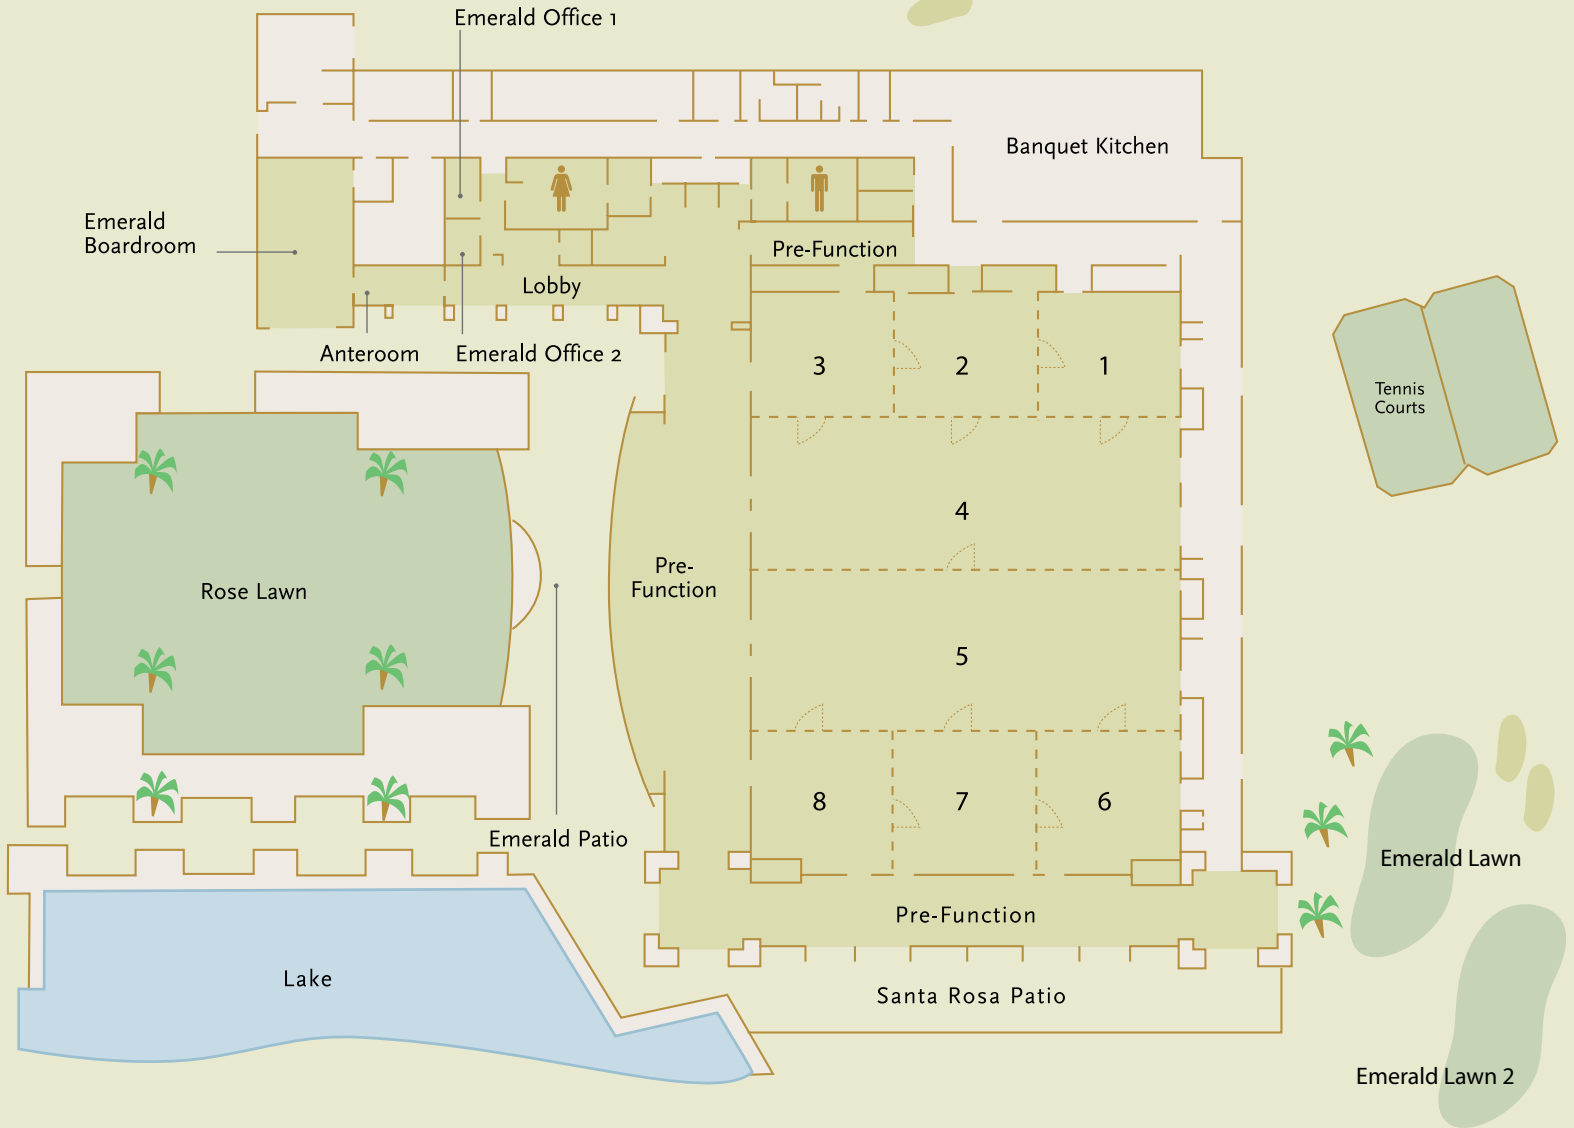 Emerald Office 1
Banquet Kitchen
Emerald
Boardroom
Pre-Function
Lobby
Anteroom
Emerald Office 2
3
2
1
Tennis
Courts
4
Pre-
Function
Rose Lawn
5
8
7
6
Emerald Patio
Emerald Lawn
Pre-Function
Lake
Santa Rosa Patio
Emerald Lawn 2